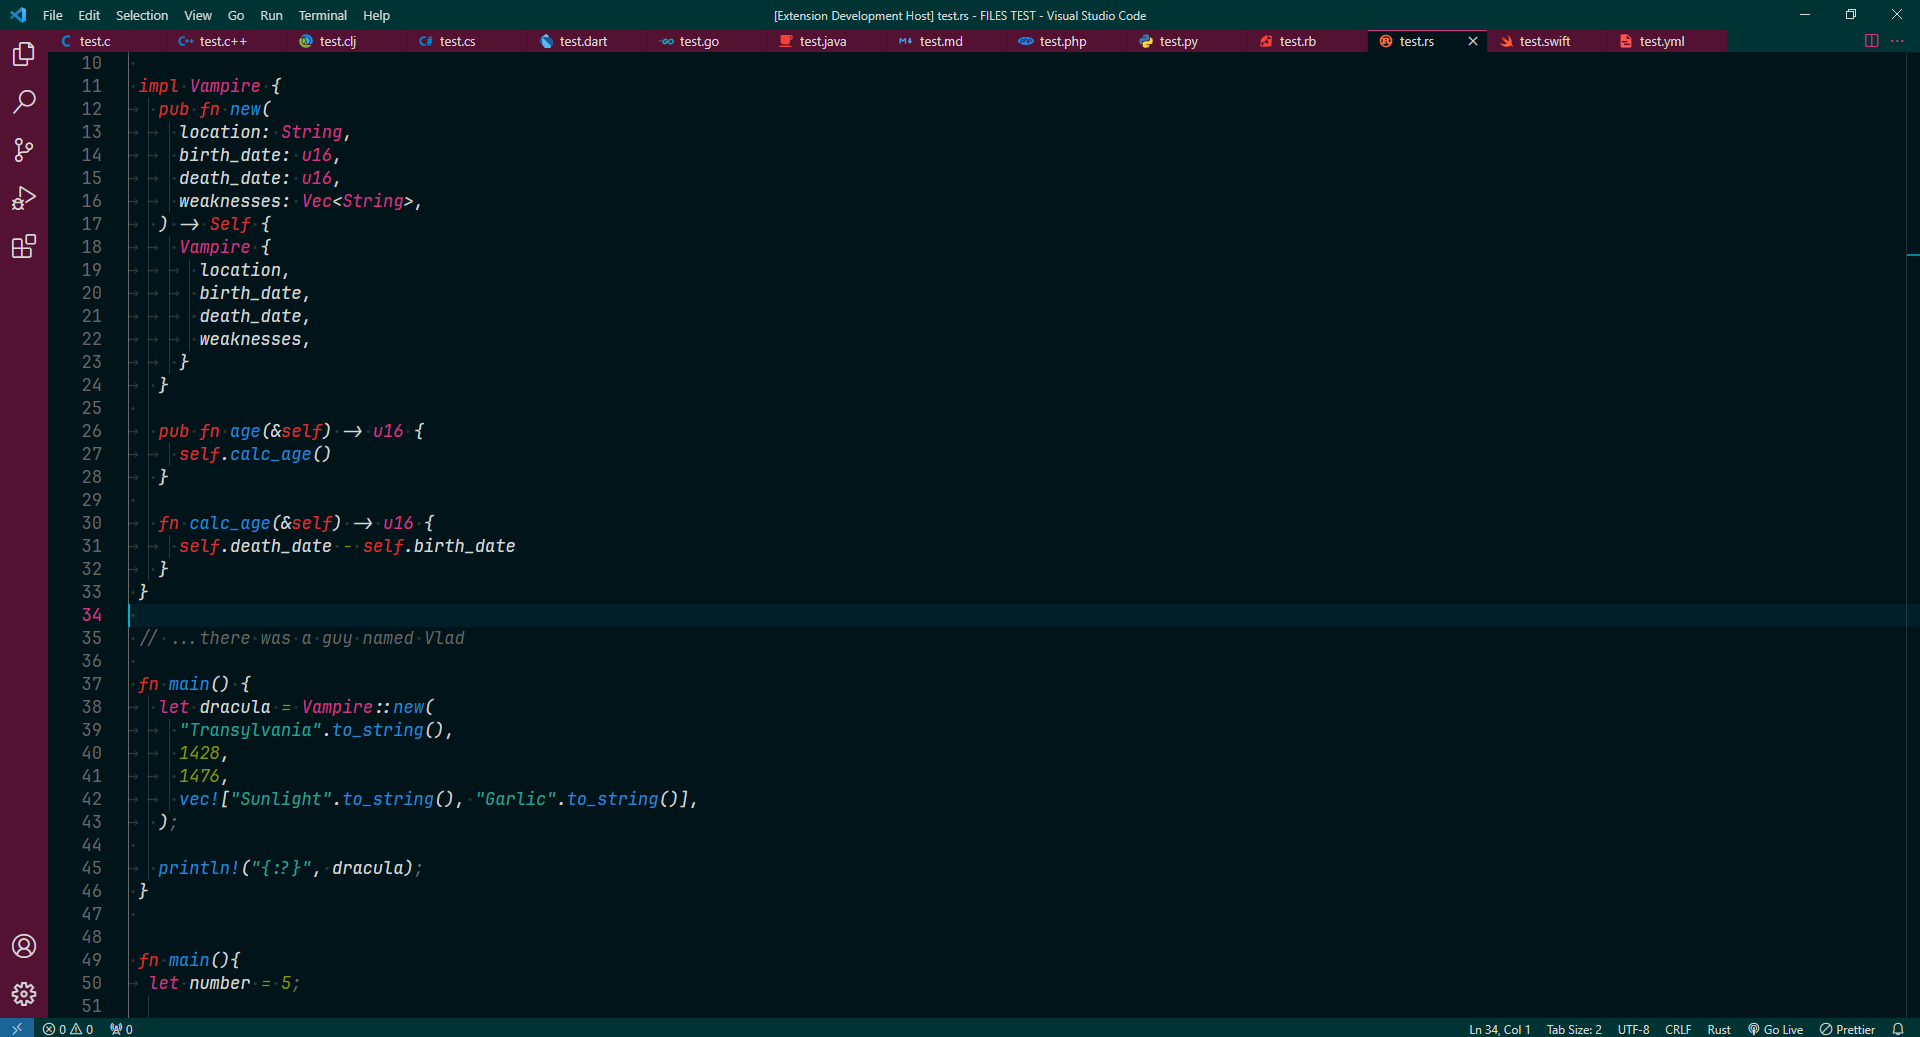 File Edit Selection View Go Run Terminal Help [Extension Development Host] test.rs - FILES TEST - Visual Studio Code
test.c test.c++ test.clj test.cs test.dart test.go test.java test.md test.php test.py test.rb test.rs test.swift test.yml
10
11 impl Vampire {
12 pub fn new(
13 location: String,
14 birth_date: u16,
15 death_date: u16,
16 weaknesses: Vec<String>,
17 ) -> Self {
18 Vampire {
19 location,
20 birth_date,
21 death_date,
22 weaknesses,
23 }
24 }
25
26 pub fn age(&self) -> u16 {
27 self.calc_age()
28 }
29
30 fn calc_age(&self) -> u16 {
31 self.death_date - self.birth_date
32 }
33 }
34
35 // ...there was a guy named Vlad
36
37 fn main() {
38 let dracula = Vampire::new(
39 "Transylvania".to_string(),
40 1428,
41 1476,
42 vec!["Sunlight".to_string(), "Garlic".to_string()],
43 );
44
45 println!("{:?}", dracula);
46 }
47
48
49 fn main(){
50 let number = 5;
51
0 0 0 Ln 34, Col 1 Tab Size: 2 UTF-8 CRLF Rust Go Live Prettier